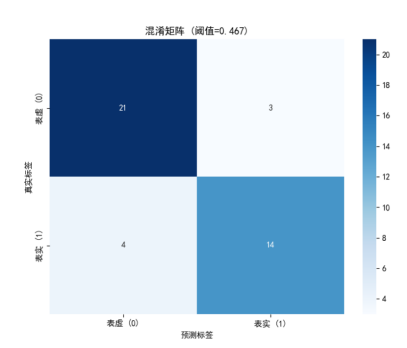 混淆矩阵 (阈值=0.467)
表虚 (0)
表实 (1)
真实标签
21
3
4
14
表虚 (0)
表实 (1)
预测标签
20
18
16
14
12
10
8
6
4